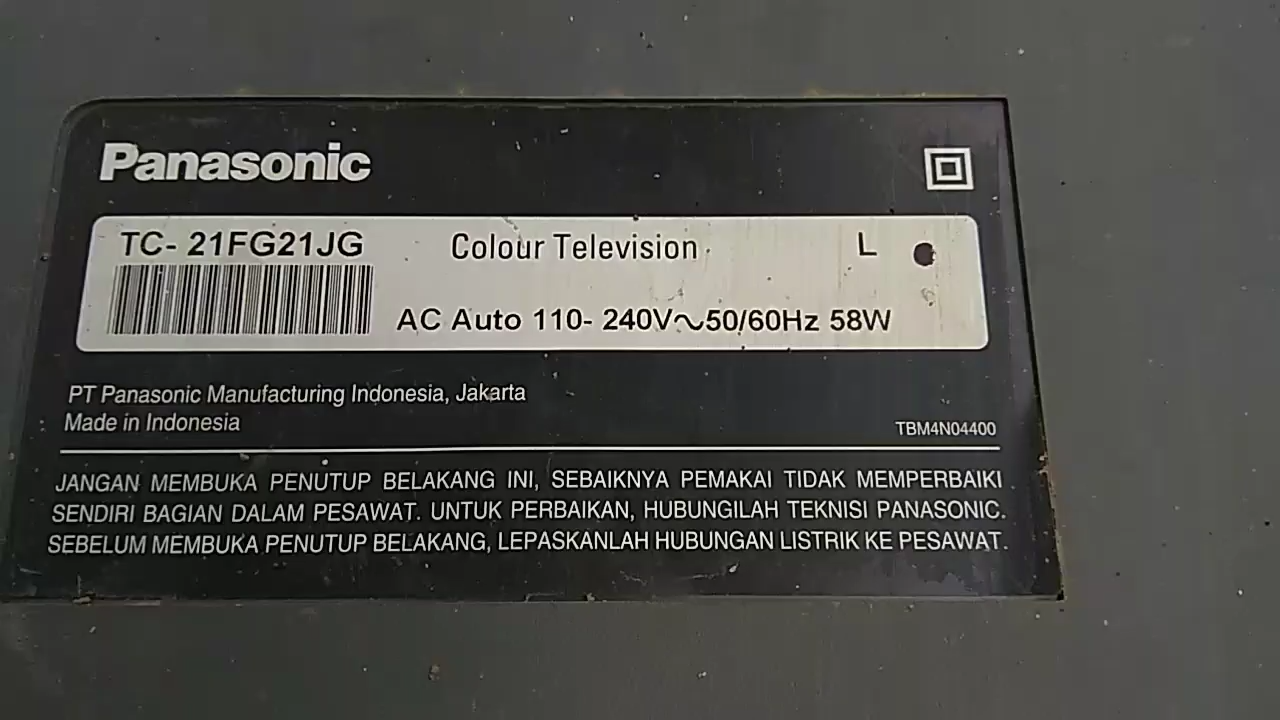 Panasonic
TC- 21FG21JG Colour Television L
AC Auto 110- 240V~50/60Hz 58W
PT Panasonic Manufacturing Indonesia, Jakarta
Made in Indonesia
TBM4N04400
JANGAN MEMBUKA PENUTUP BELAKANG INI, SEBAIKNYA PEMAKAI TIDAK MEMPERBAIKI
SENDIRI BAGIAN DALAM PESAWAT. UNTUK PERBAIKAN, HUBUNGILAH TEKNISI PANASONIC.
SEBELUM MEMBUKA PENUTUP BELAKANG, LEPASKANLAH HUBUNGAN LISTRIK KE PESAWAT.